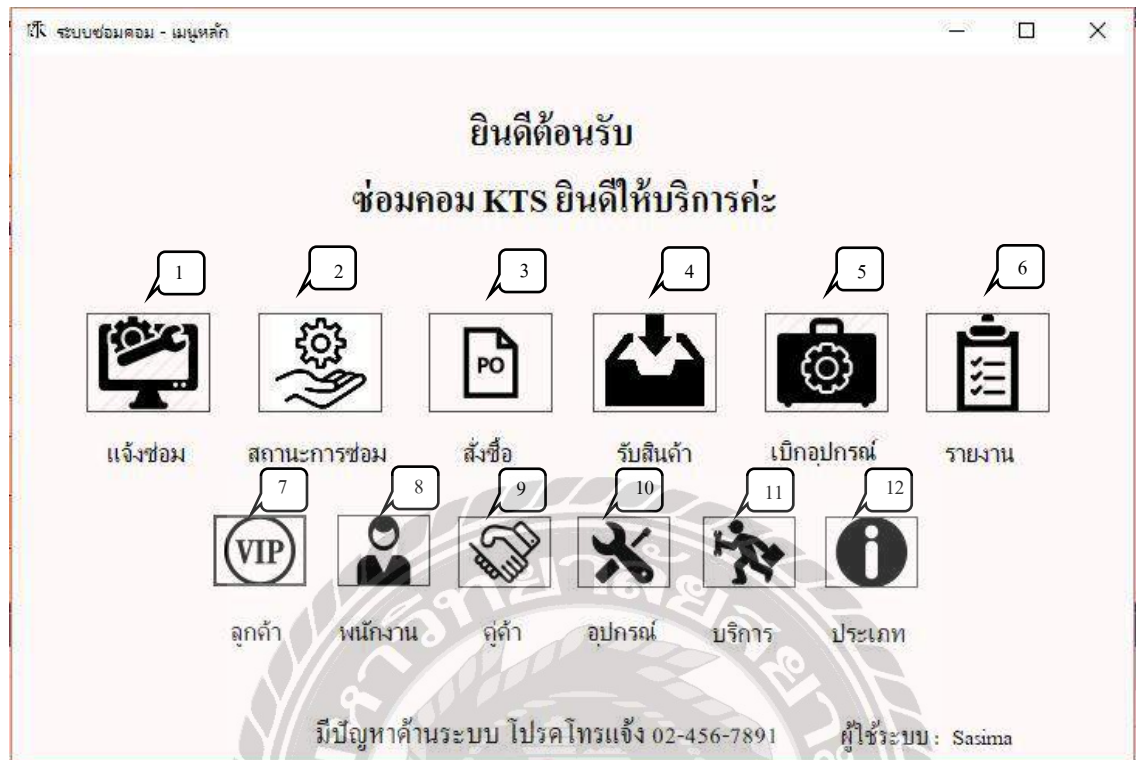 ระบบซ่อมคอม - เมนูหลัก
ยินดีต้อนรับ
ซ่อมคอม KTS ยินดีให้บริการค่ะ
1 2 3 4 5 6
PO
แจ้งซ่อม สถานะการซ่อม สั่งซื้อ รับสินค้า เบิกอุปกรณ์ รายงาน
7 8 9 10 11 12
VIP
ลูกค้า พนักงาน คู่ค้า อุปกรณ์ บริการ ประเภท
มีปัญหาด้านระบบ โปรดโทรแจ้ง 02-456-7891 ผู้ใช้ระบบ : Sasima